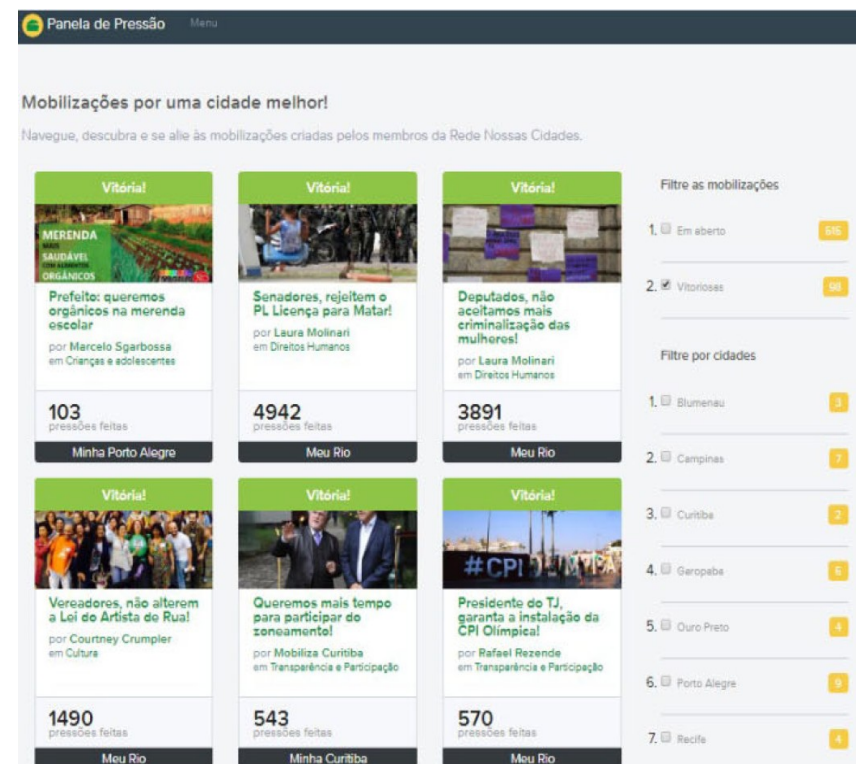 Panela de Pressão Menu
Mobilizações por uma cidade melhor!
Navegue, descubra e se alie às mobilizações criadas pelos membros da Rede Nossas Cidades.
Vitória!
MERENDA
MAIS
SAUDÁVEL
COM ALIMENTOS
ORGÂNICOS
Prefeito: queremos
orgânicos na merenda
escolar
por Marcelo Sgarbossa
em Crianças e adolescentes
103
pressões feitas
Minha Porto Alegre
Vitória!
Senadores, rejeitem o
PL Licença para Matar!
por Laura Molinari
em Direitos Humanos
4942
pressões feitas
Meu Rio
Vitória!
Deputados, não
aceitamos mais
criminalização das
mulheres!
por Laura Molinari
em Direitos Humanos
3891
pressões feitas
Meu Rio
Vitória!
Vereadores, não alterem
a Lei do Artista de Rua!
por Courtney Crumpler
em Cultura
1490
pressões feitas
Meu Rio
Vitória!
Queremos mais tempo
para participar do
zoneamento!
por Mobiliza Curitiba
em Transparência e Participação
543
pressões feitas
Minha Curitiba
Vitória!
#CPI
Presidente do TJ,
garanta a instalação da
CPI Olímpica!
por Rafael Rezende
em Transparência e Participação
570
pressões feitas
Meu Rio
Filtre as mobilizações
1. Em aberto
2. Vitoriosas 98
Filtre por cidades
1. Blumenau 3
2. Campinas 7
3. Curitiba 2
4. Garopaba 6
5. Ouro Preto 4
6. Porto Alegre 9
7. Recife 4